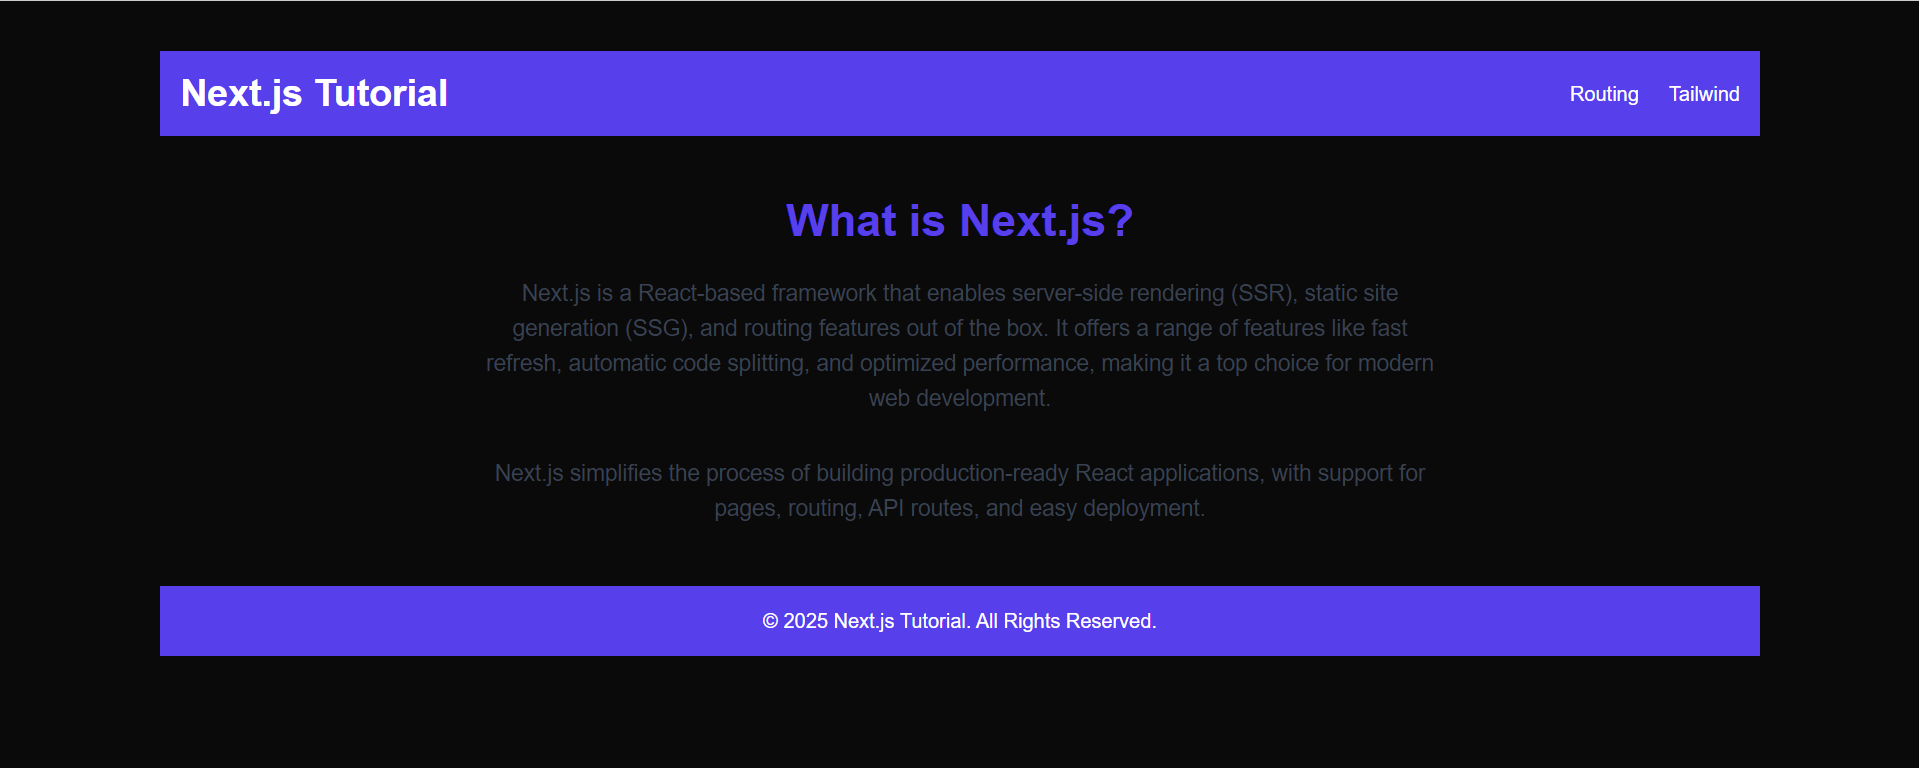 Next.js Tutorial
Routing
Tailwind
What is Next.js?
Next.js is a React-based framework that enables server-side rendering (SSR), static site
generation (SSG), and routing features out of the box. It offers a range of features like fast
refresh, automatic code splitting, and optimized performance, making it a top choice for modern
web development.
Next.js simplifies the process of building production-ready React applications, with support for
pages, routing, API routes, and easy deployment.
© 2025 Next.js Tutorial. All Rights Reserved.